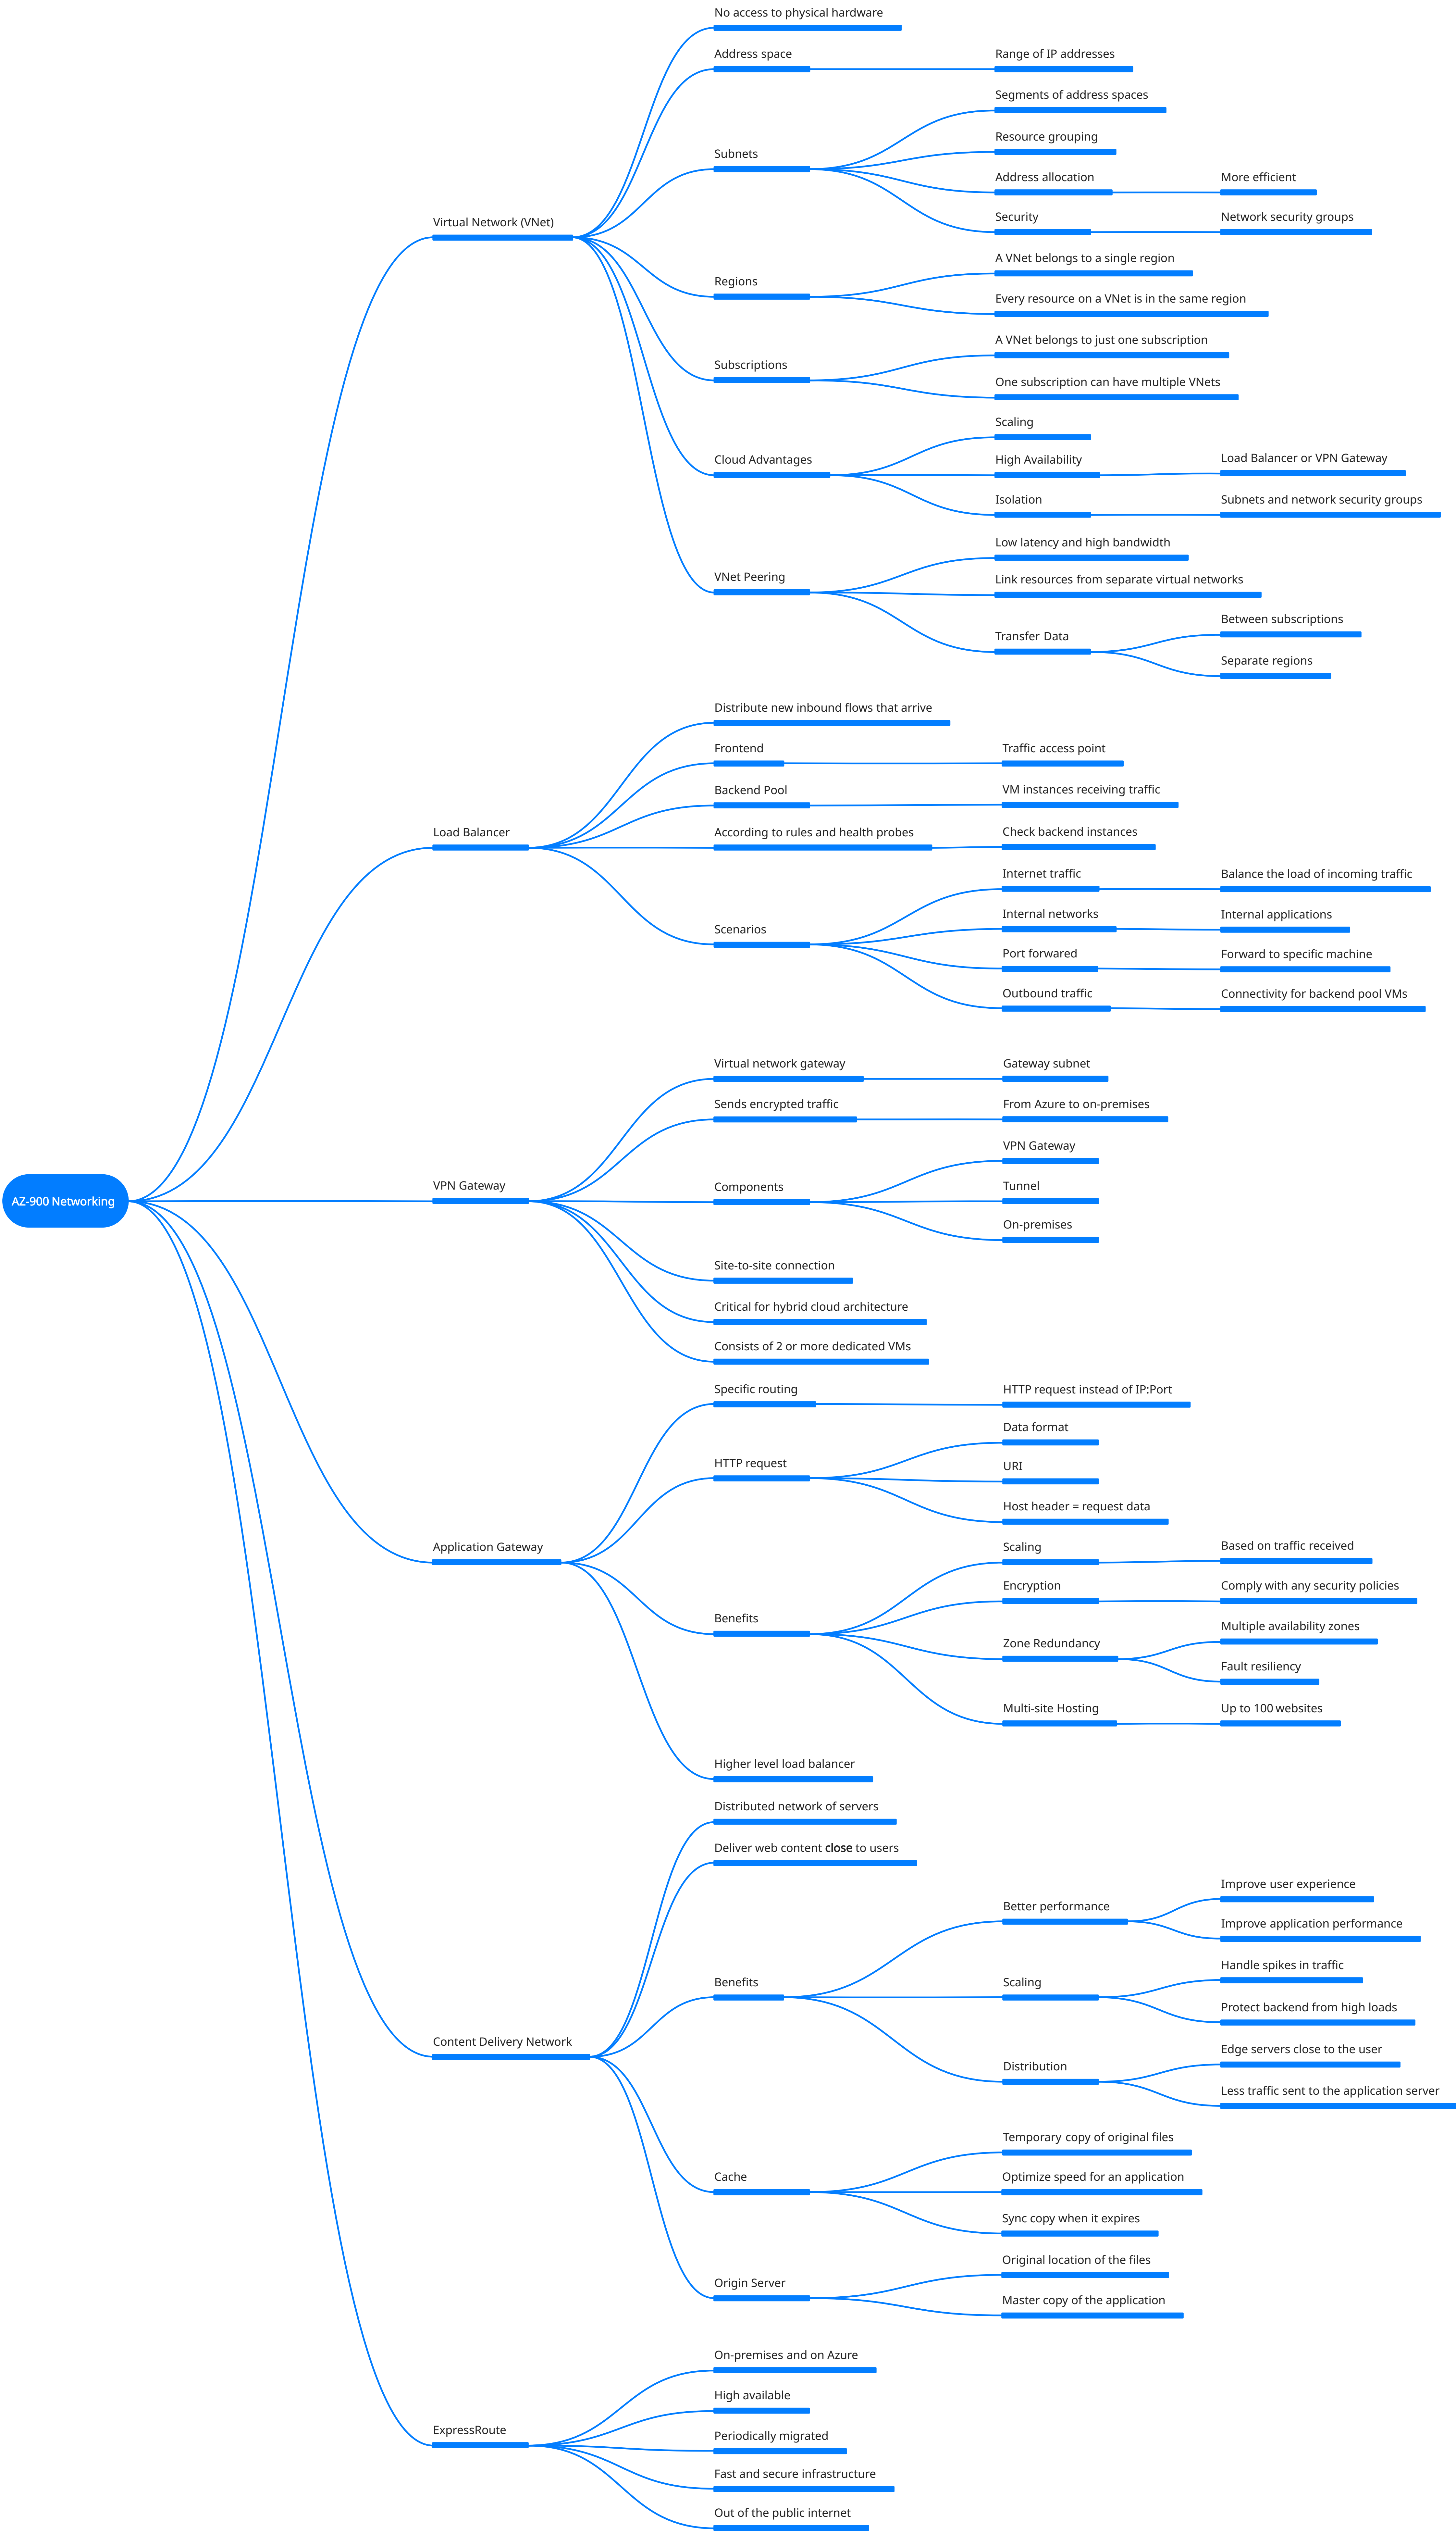 AZ-900 Networking
Virtual Network (VNet)
No access to physical hardware
Address space
Range of IP addresses
Subnets
Segments of address spaces
Resource grouping
Address allocation
More efficient
Security
Network security groups
Regions
A VNet belongs to a single region
Every resource on a VNet is in the same region
Subscriptions
A VNet belongs to just one subscription
One subscription can have multiple VNets
Cloud Advantages
Scaling
High Availability
Load Balancer or VPN Gateway
Isolation
Subnets and network security groups
VNet Peering
Low latency and high bandwidth
Link resources from separate virtual networks
Transfer Data
Between subscriptions
Separate regions
Load Balancer
Distribute new inbound flows that arrive
Frontend
Traffic access point
Backend Pool
VM instances receiving traffic
According to rules and health probes
Check backend instances
Scenarios
Internet traffic
Balance the load of incoming traffic
Internal networks
Internal applications
Port forwared
Forward to specific machine
Outbound traffic
Connectivity for backend pool VMs
VPN Gateway
Virtual network gateway
Gateway subnet
Sends encrypted traffic
From Azure to on-premises
Components
VPN Gateway
Tunnel
On-premises
Site-to-site connection
Critical for hybrid cloud architecture
Consists of 2 or more dedicated VMs
Application Gateway
Specific routing
HTTP request instead of IP:Port
HTTP request
Data format
URI
Host header = request data
Benefits
Scaling
Based on traffic received
Encryption
Comply with any security policies
Zone Redundancy
Multiple availability zones
Fault resiliency
Multi-site Hosting
Up to 100 websites
Higher level load balancer
Content Delivery Network
Distributed network of servers
Deliver web content close to users
Benefits
Better performance
Improve user experience
Improve application performance
Scaling
Handle spikes in traffic
Protect backend from high loads
Distribution
Edge servers close to the user
Less traffic sent to the application server
Cache
Temporary copy of original files
Optimize speed for an application
Sync copy when it expires
Origin Server
Original location of the files
Master copy of the application
ExpressRoute
On-premises and on Azure
High available
Periodically migrated
Fast and secure infrastructure
Out of the public internet